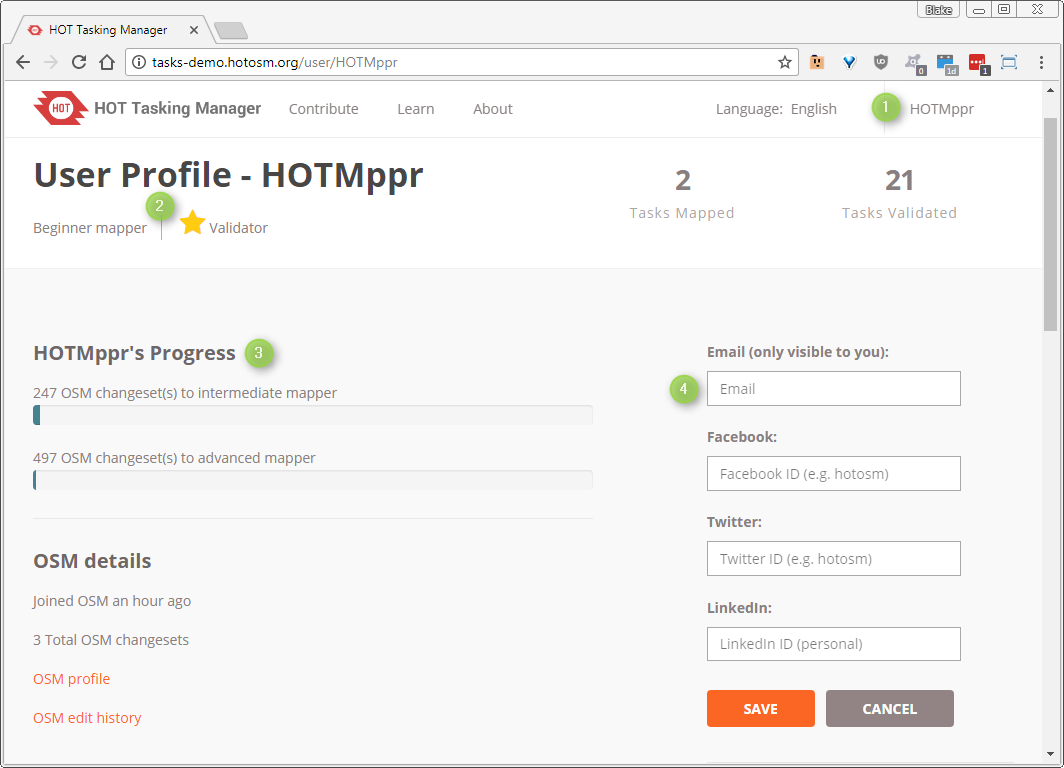 Blake
HOT Tasking Manager
tasks-demo.hotosm.org/user/HOTMppr
UD
0
1d
1
HOT
HOT Tasking Manager
Contribute
Learn
About
Language: English
1
HOTMppr
User Profile - HOTMppr
2
Tasks Mapped
21
Tasks Validated
2
Beginner mapper
Validator
HOTMppr's Progress
3
247 OSM changeset(s) to intermediate mapper
497 OSM changeset(s) to advanced mapper
OSM details
Joined OSM an hour ago
3 Total OSM changesets
OSM profile
OSM edit history
Email (only visible to you):
4
Email
Facebook:
Facebook ID (e.g. hotosm)
Twitter:
Twitter ID (e.g. hotosm)
LinkedIn:
LinkedIn ID (personal)
SAVE
CANCEL